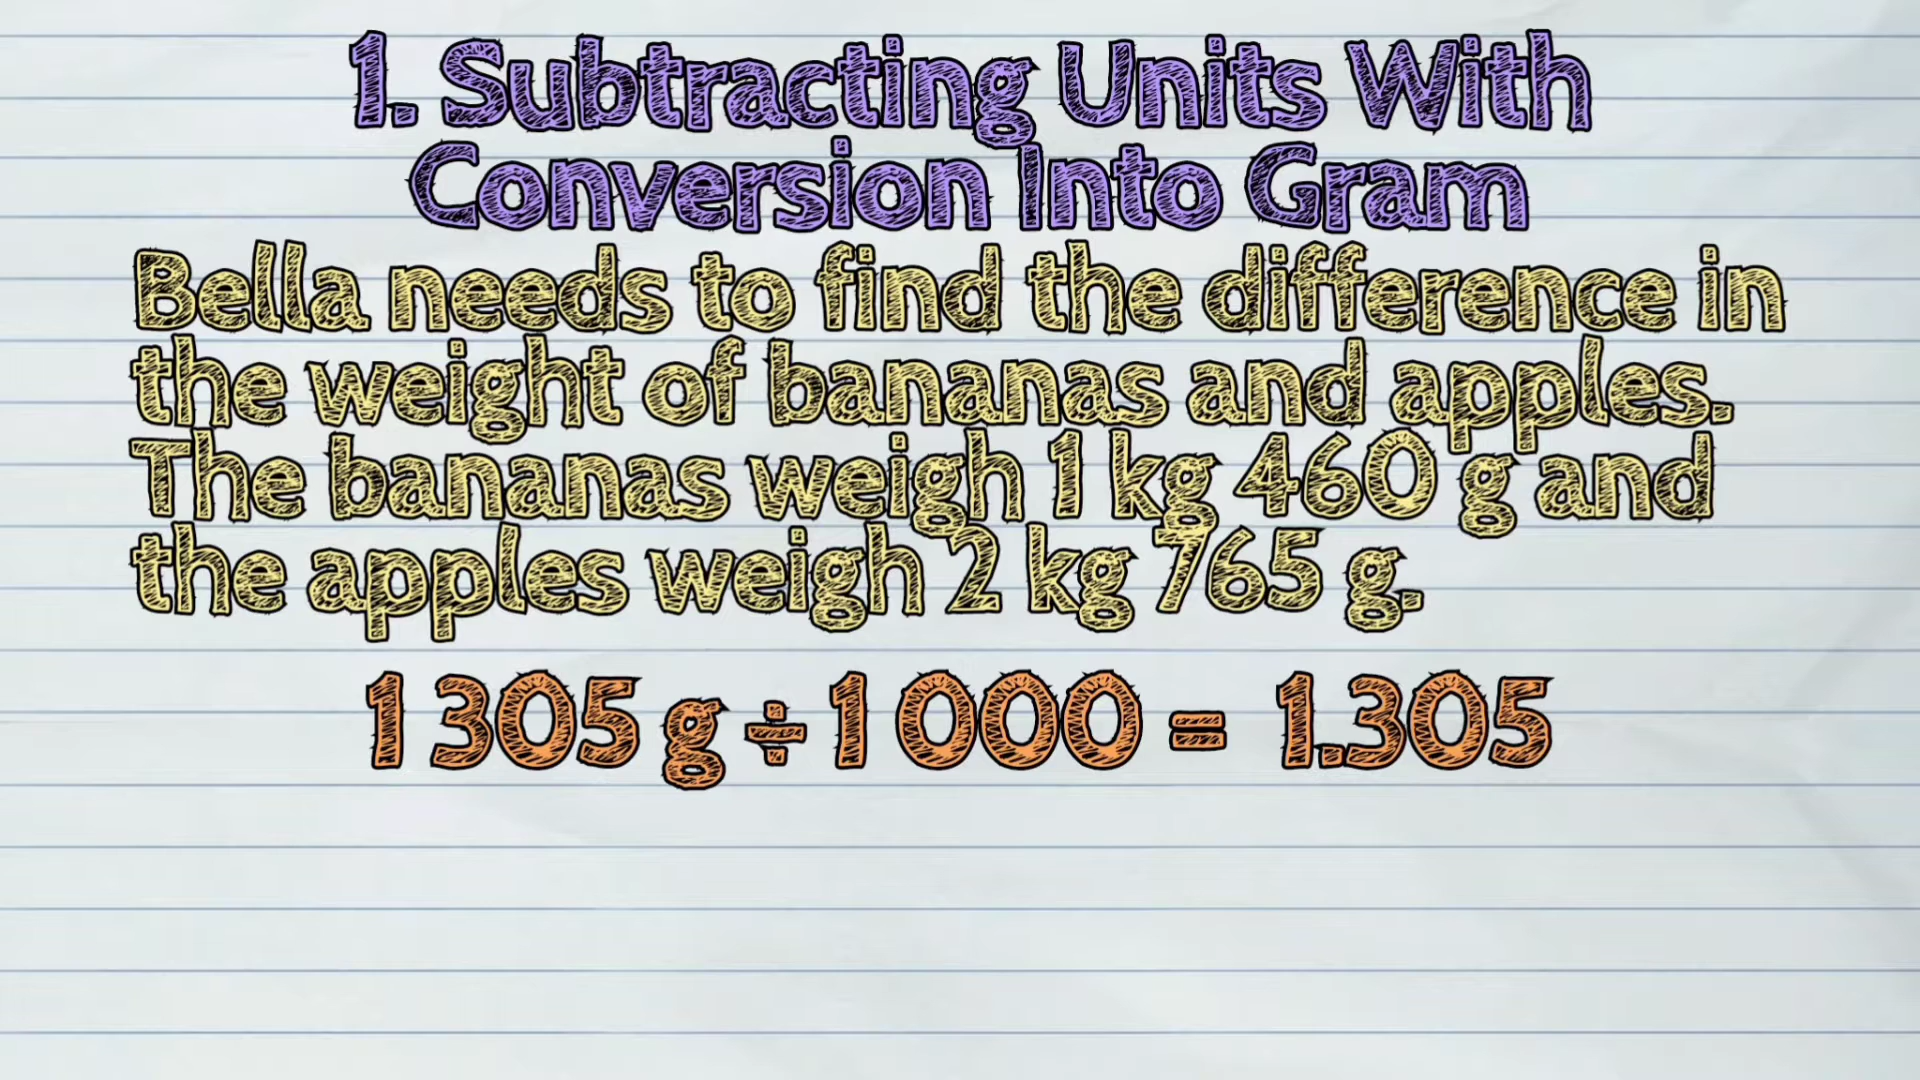 1. Subtracting Units With
Conversion Into Gram
Bella needs to find the difference in
the weight of bananas and apples.
The bananas weigh 1 kg 460 g and
the apples weigh 2 kg 765 g.
1 305 g ÷ 1 000 = 1.305